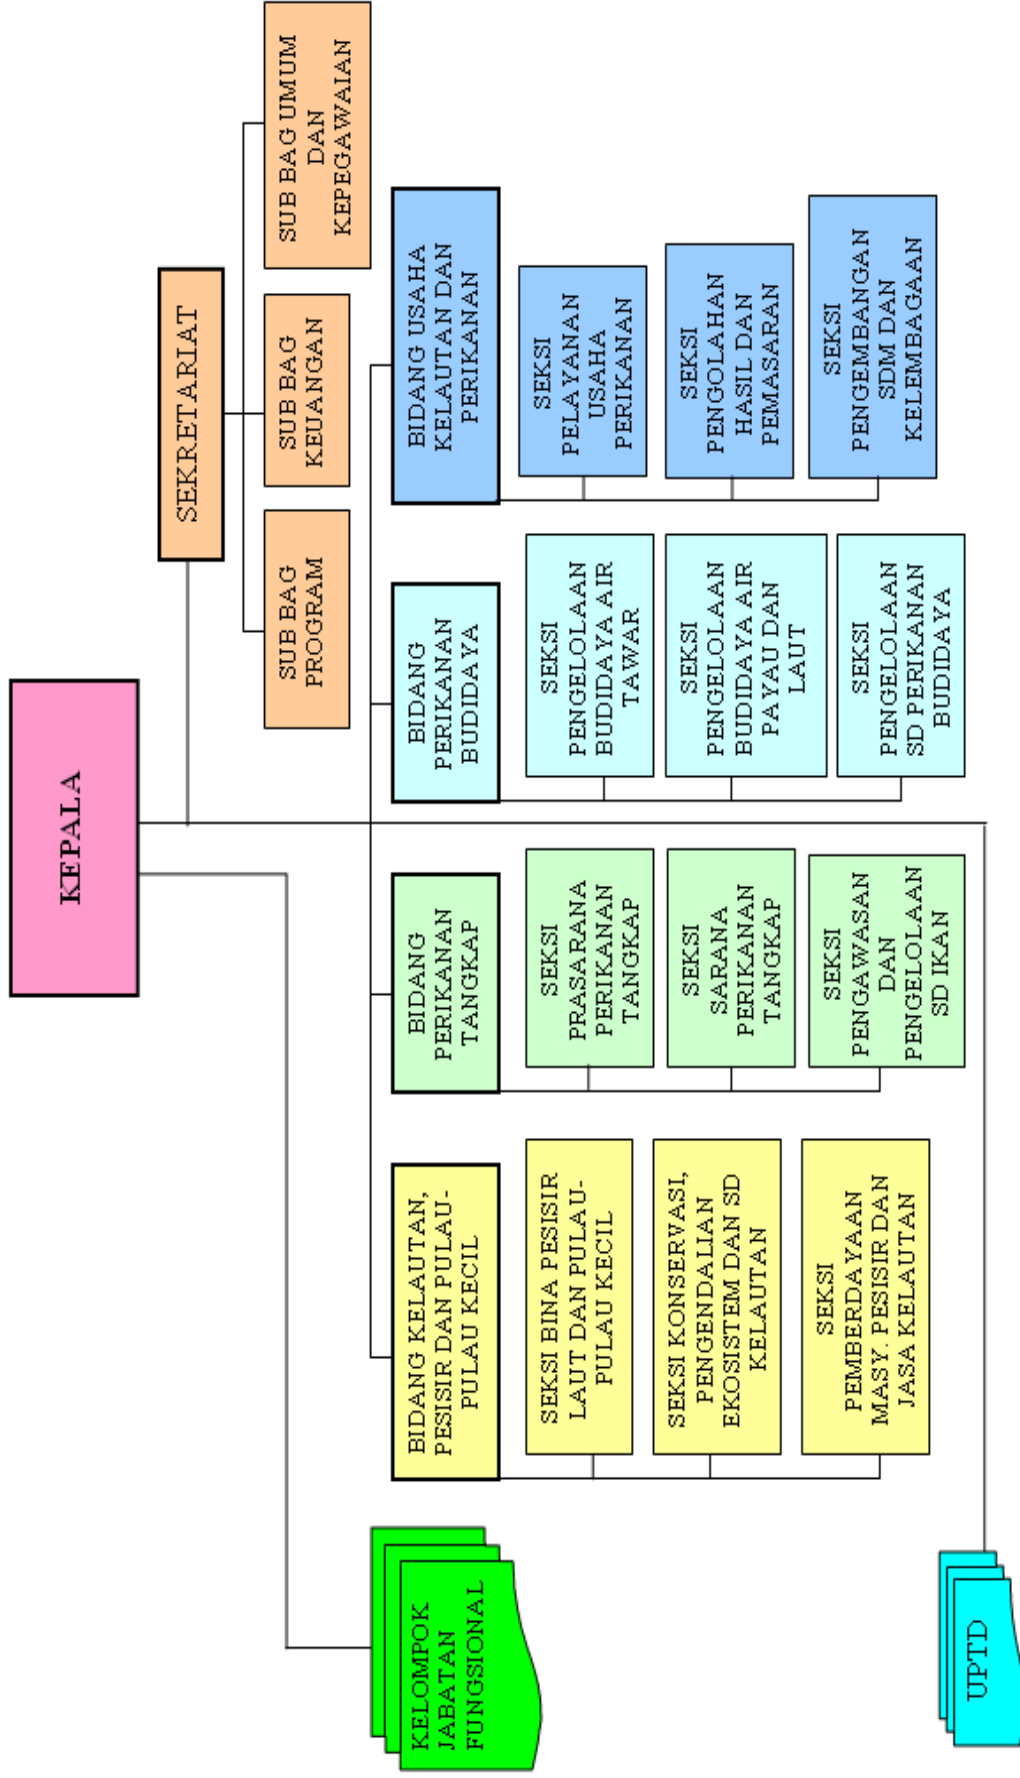 KEPALA
SEKRETARIAT
SUB BAG
PROGRAM
SUB BAG
KEUANGAN
SUB BAG UMUM
DAN
KEPEGAWAIAN
KELOMPOK
JABATAN
FUNGSIONAL
BIDANG KELAUTAN,
PESISIR DAN PULAU-
PULAU KECIL
SEKSI BINA PESISIR
LAUT DAN PULAU-
PULAU KECIL
SEKSI KONSERVASI,
PENGENDALIAN
EKOSISTEM DAN SD
KELAUTAN
SEKSI
PEMBERDAYAAN
MASY. PESISIR DAN
JASA KELAUTAN
BIDANG
PERIKANAN
TANGKAP
SEKSI
PRASARANA
PERIKANAN
TANGKAP
SEKSI
SARANA
PERIKANAN
TANGKAP
SEKSI
PENGAWASAN
DAN
PENGELOLAAN
SD IKAN
BIDANG
PERIKANAN
BUDIDAYA
SEKSI
PENGELOLAAN
BUDIDAYA AIR
TAWAR
SEKSI
PENGELOLAAN
BUDIDAYA AIR
PAYAU DAN
LAUT
SEKSI
PENGELOLAAN
SD PERIKANAN
BUDIDAYA
BIDANG USAHA
KELAUTAN DAN
PERIKANAN
SEKSI
PELAYANAN
USAHA
PERIKANAN
SEKSI
PENGOLAHAN
HASIL DAN
PEMASARAN
SEKSI
PENGEMBANGAN
SDM DAN
KELEMBAGAAN
UPTD